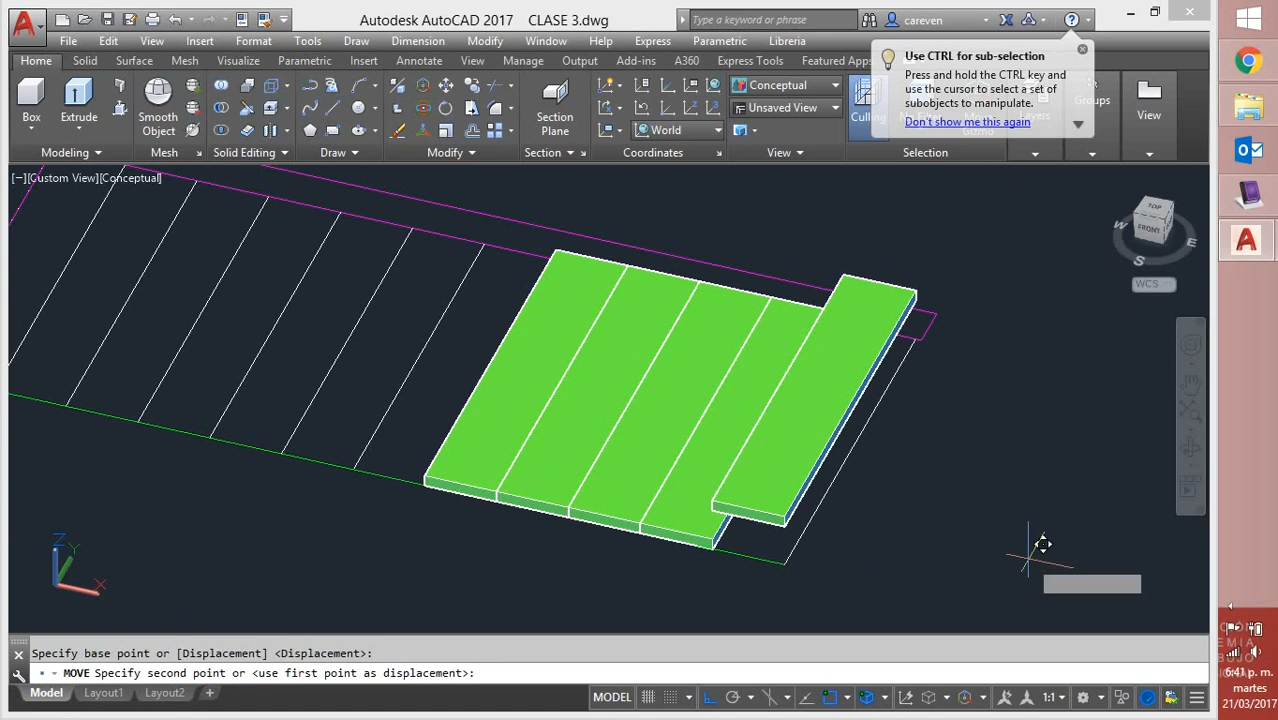 Autodesk AutoCAD 2017 CLASE 3.dwg
Type a keyword or phrase
careven
File Edit View Insert Format Tools Draw Dimension Modify Window Help Express Parametric Libreria
Home Solid Surface Mesh Visualize Parametric Insert Annotate View Manage Output Add-ins A360 Express Tools Featured Apps
Use CTRL for sub-selection
Press and hold the CTRL key and
use the cursor to select a set of
subobjects to manipulate.
Don't show me this again
Box
Extrude
Smooth
Object
Section
Plane
Conceptual
Unsaved View
World
Culling
Groups
View
Modeling
Mesh
Solid Editing
Draw
Modify
Section
Coordinates
View
Selection
[−][Custom View][Conceptual]
TOP
FRONT
W
S
E
WCS
Z
Y
X
Specify base point or [Displacement] <Displacement>:
MOVE Specify second point or <use first point as displacement>:
Model Layout1 Layout2 +
MODEL
1:1
6:41 p. m.
martes
21/03/2017